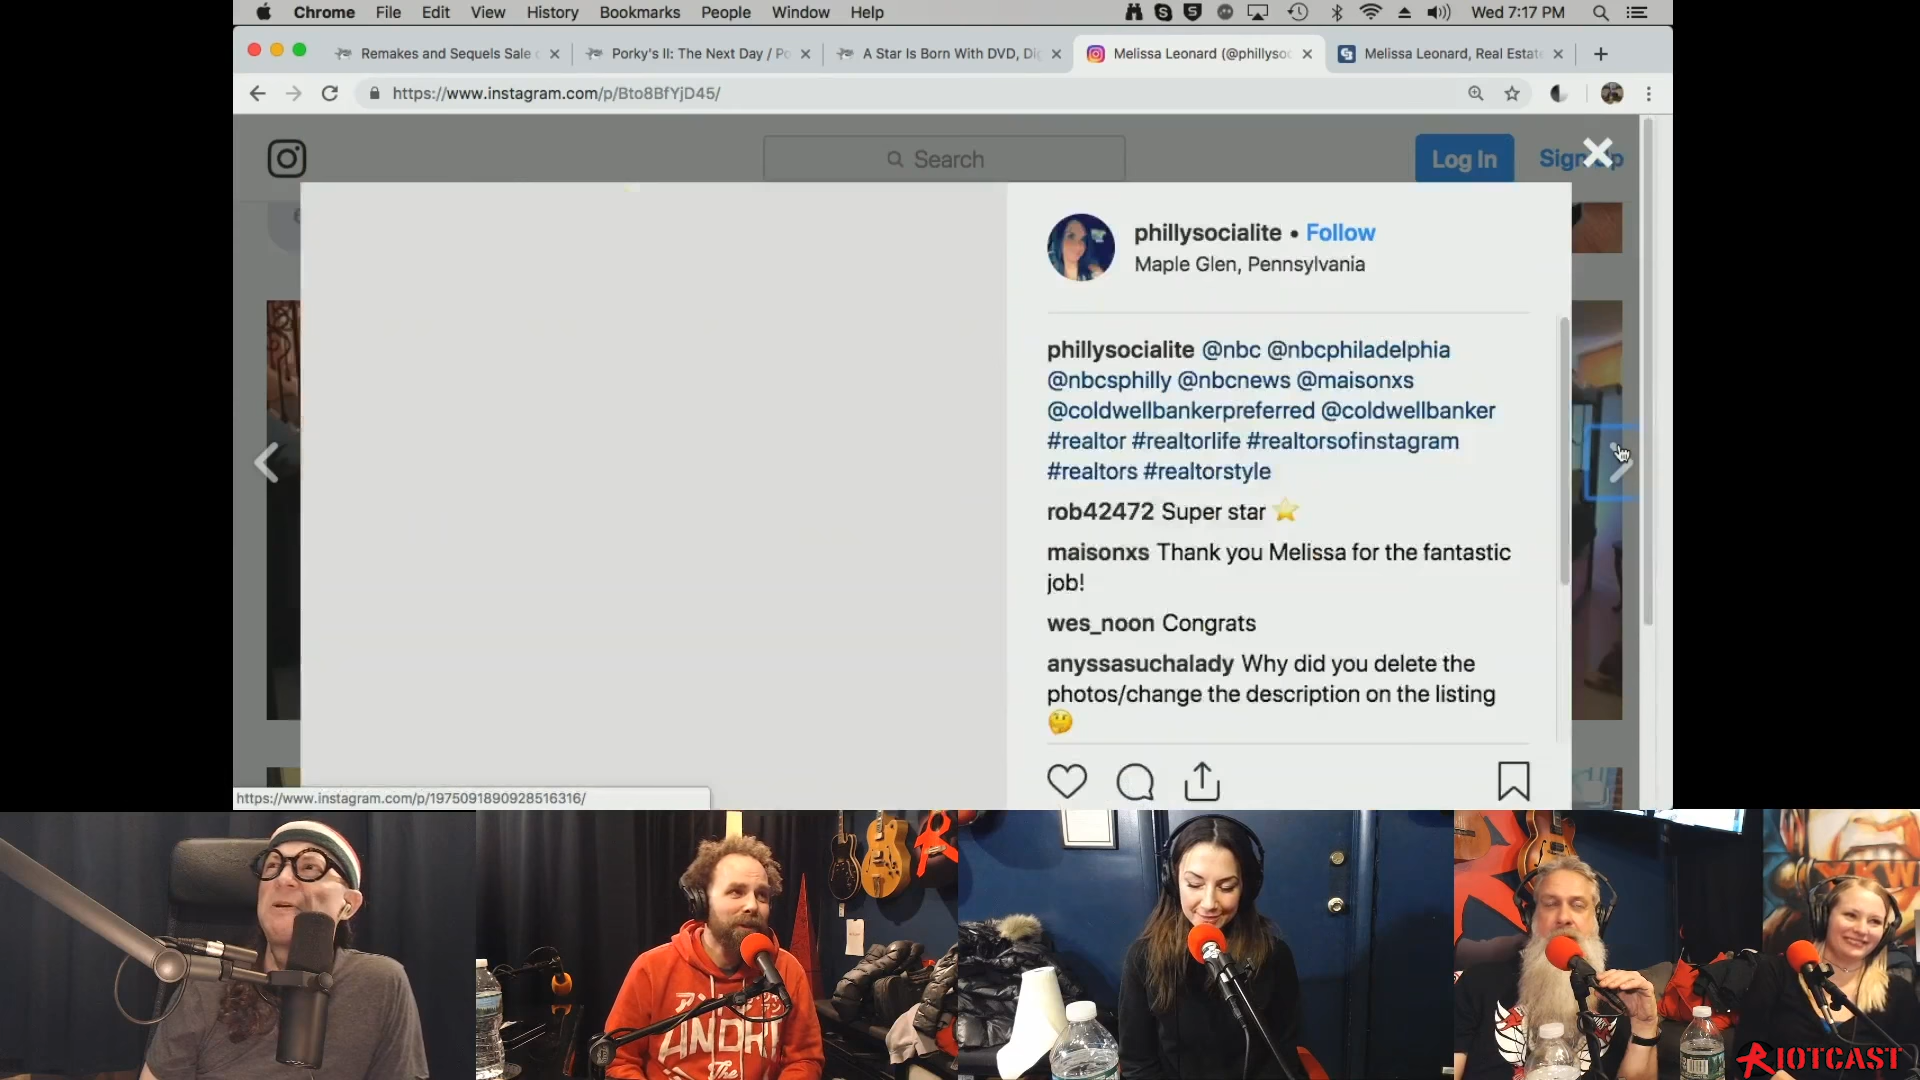 Chrome File Edit View History Bookmarks People Window Help Wed 7:17 PM
Remakes and Sequels Sale Porky's II: The Next Day / Po A Star Is Born With DVD, Dig Melissa Leonard (@phillysoc Melissa Leonard, Real Estate
https://www.instagram.com/p/Bto8BfYjD45/
Search Log In Sign Up
phillysocialite • Follow
Maple Glen, Pennsylvania
phillysocialite @nbc @nbcphiladelphia
@nbcsphilly @nbcnews @maisonxs
@coldwellbankerpreferred @coldwellbanker
#realtor #realtorlife #realtorsofinstagram
#realtors #realtorstyle
rob42472 Super star ⭐
maisonxs Thank you Melissa for the fantastic
job!
wes_noon Congrats
anyssasuchalady Why did you delete the
photos/change the description on the listing
🤔
https://www.instagram.com/p/1975091890928516316/
RIOTCAST